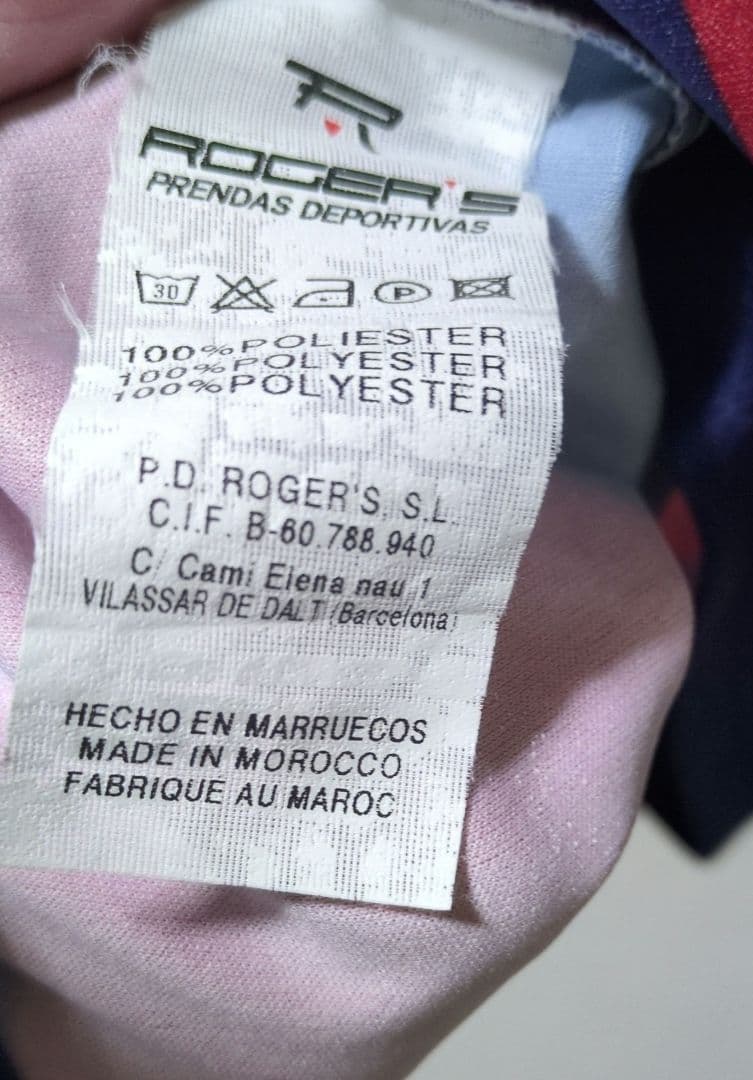 ROGER'S
PRENDAS DEPORTIVAS
30 P
100%POLIESTER
100%POLYESTER
100%POLYESTER
P.D. ROGER'S, S.L.
C.I.F. B-60.788.940
C/ Cami Elena nau 1
VILASSAR DE DALT (Barcelona)
HECHO EN MARRUECOS
MADE IN MOROCCO
FABRIQUE AU MAROC